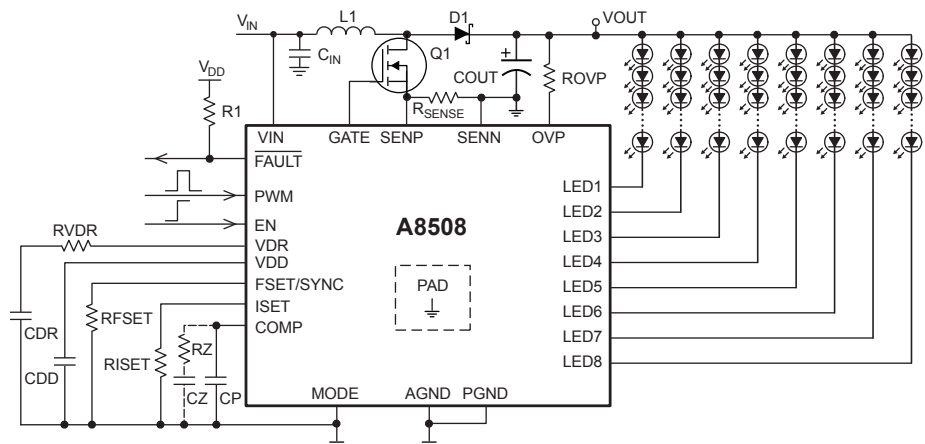 VIN
L1
D1
VOUT
CIN
Q1
+
COUT
ROVP
VDD
R1
RSENSE
VIN
GATE
SENP
SENN
OVP
FAULT
PWM
EN
RVDR
VDR
VDD
FSET/SYNC
ISET
COMP
A8508
PAD
LED1
LED2
LED3
LED4
LED5
LED6
LED7
LED8
CDR
RFSET
CDD
RISET
RZ
CZ
CP
MODE
AGND
PGND